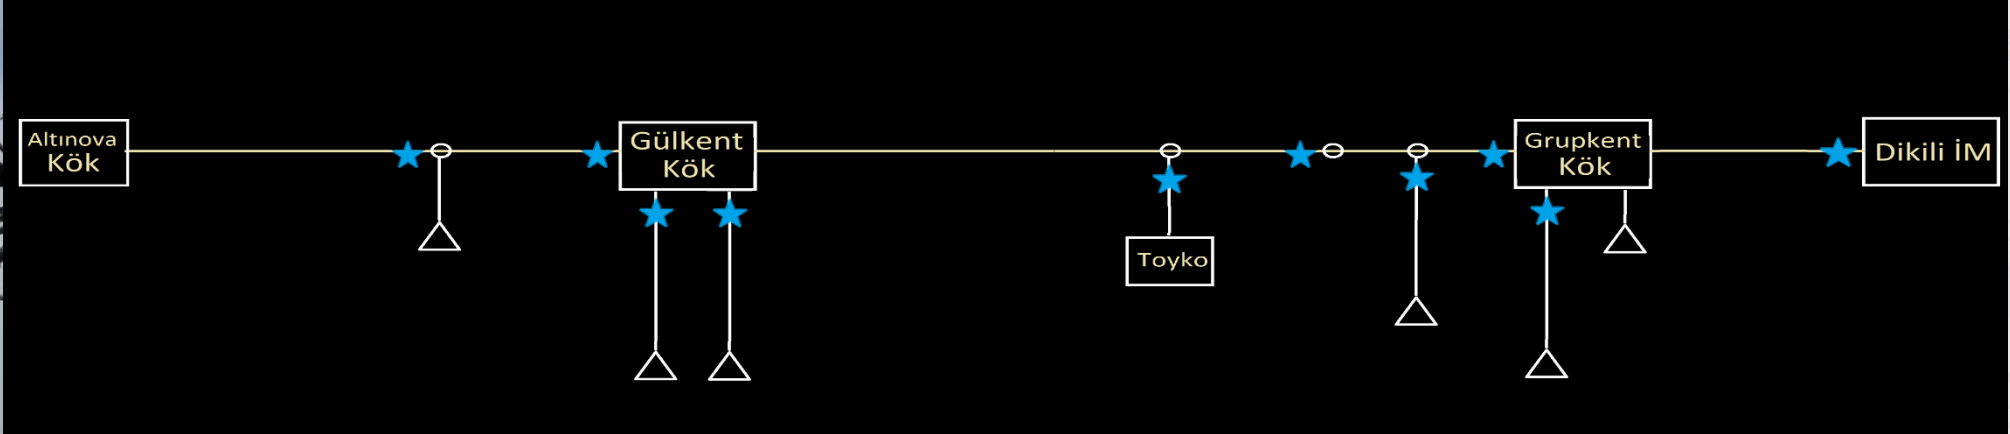 Altınova
Kök
Gülkent
Kök
Toyko
Grupkent
Kök
Dikili İM